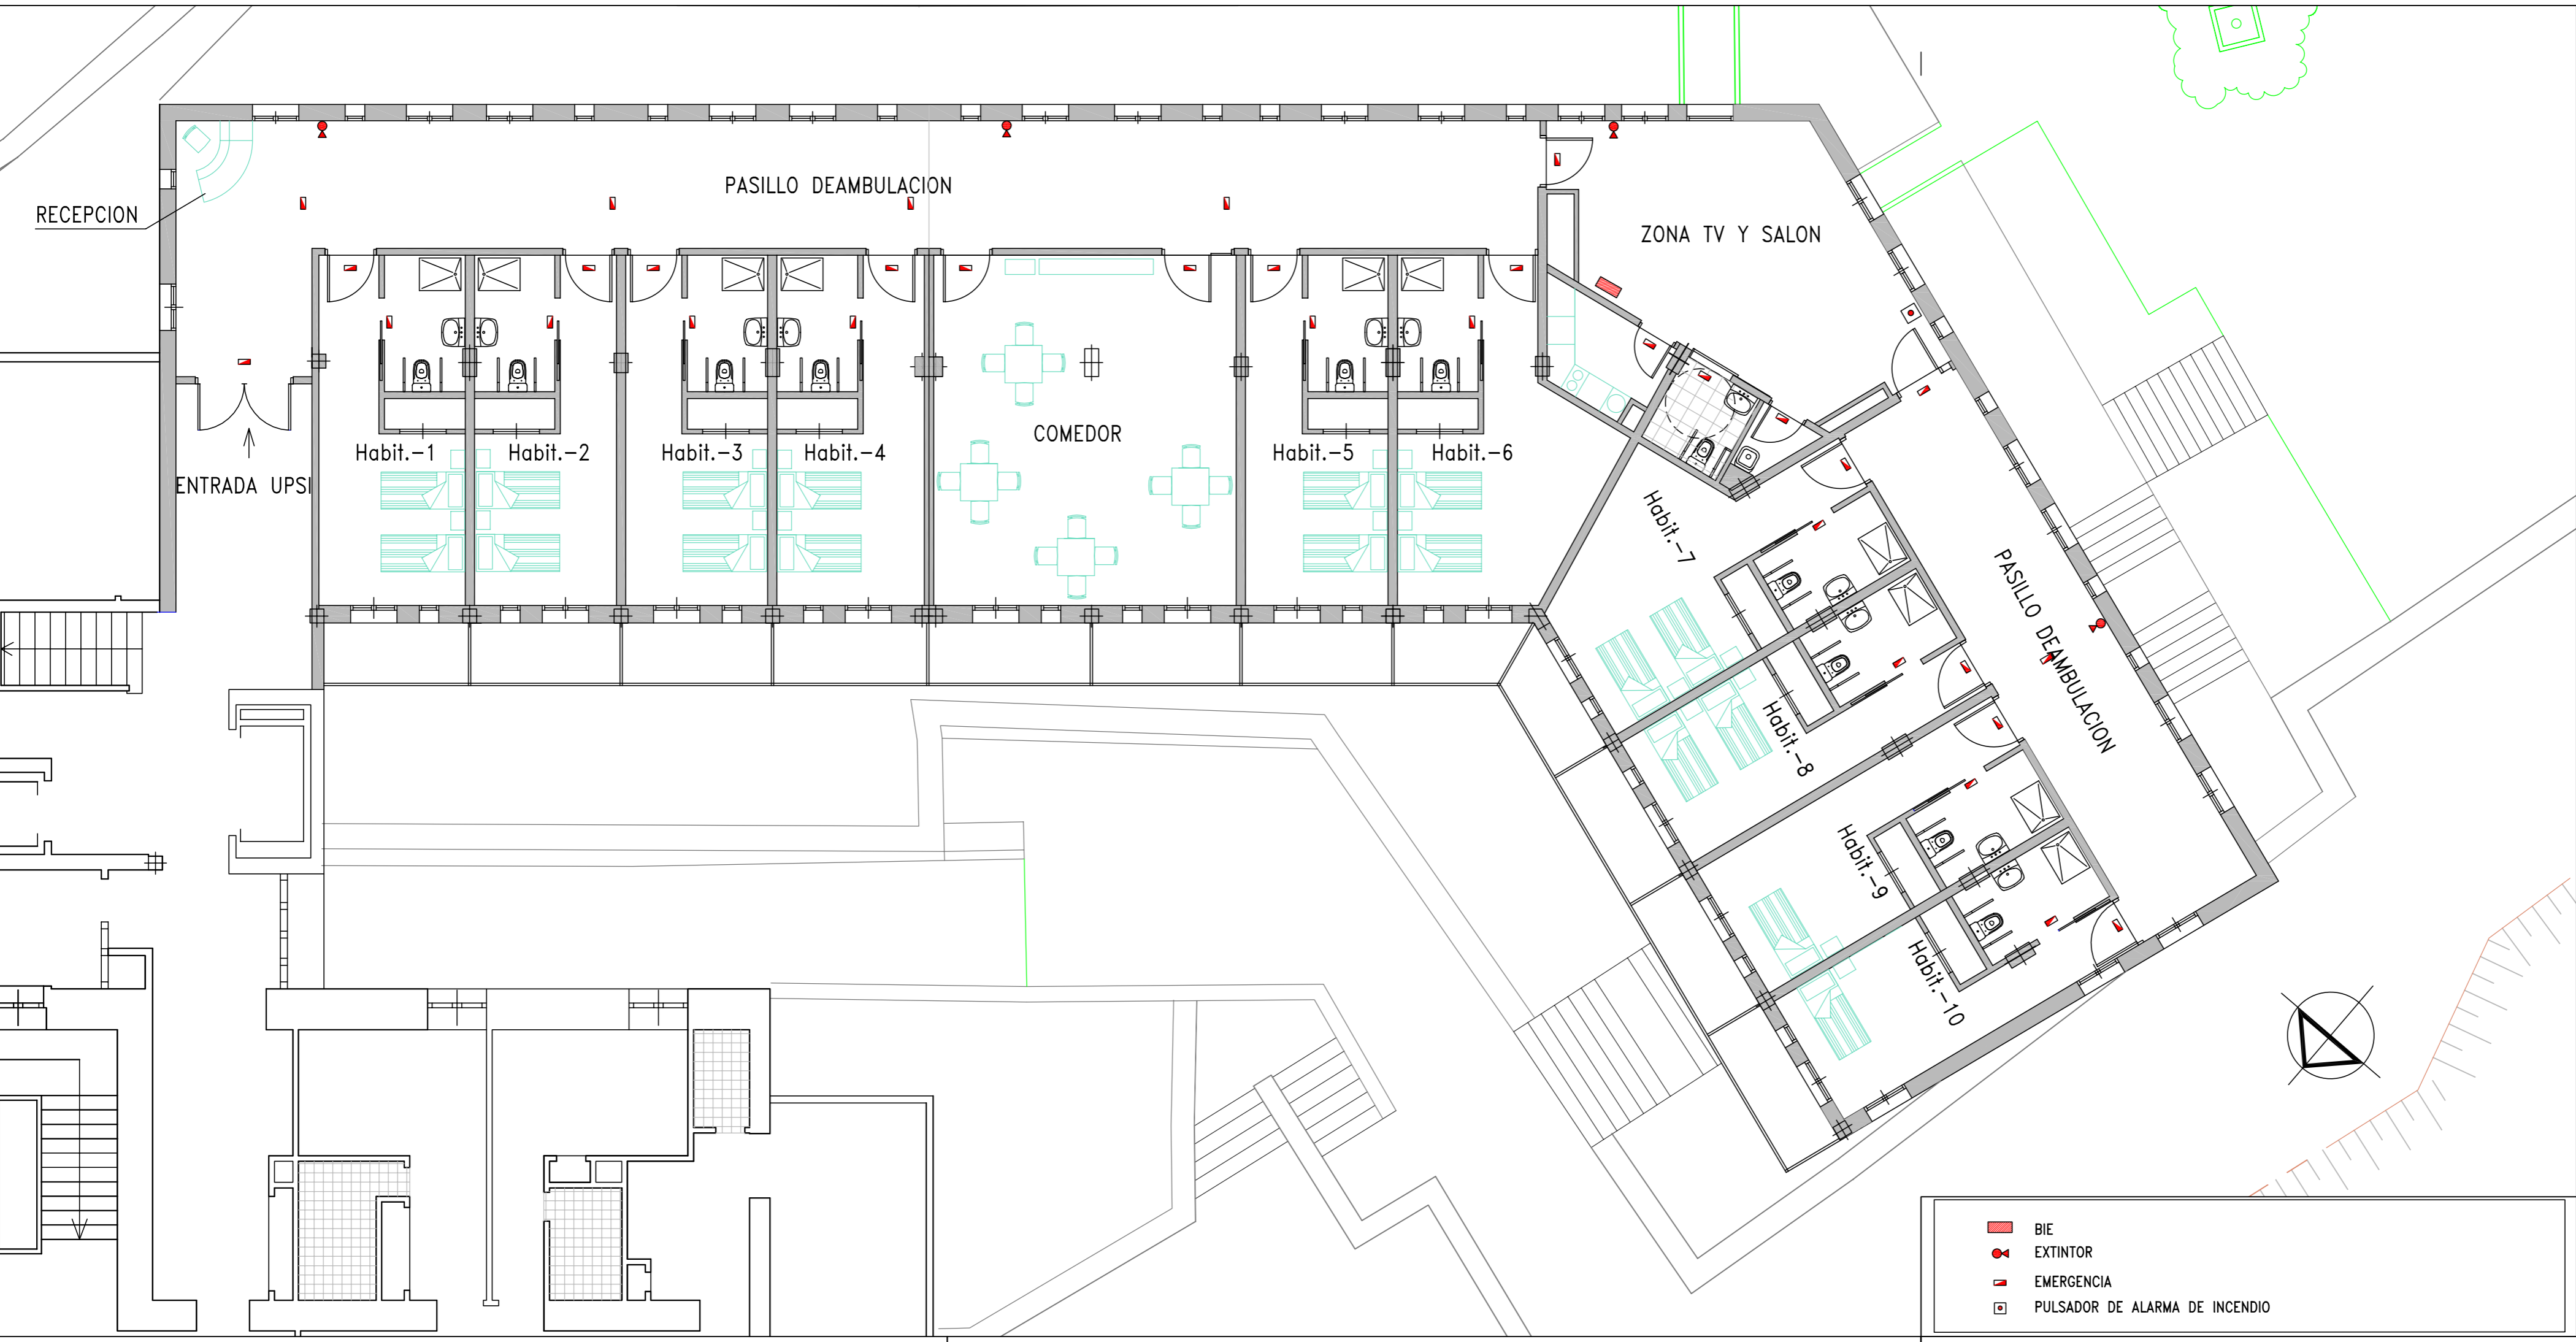 PASILLO DEAMBULACION
RECEPCION
ZONA TV Y SALON
COMEDOR
Habit.-1
Habit.-2
Habit.-3
Habit.-4
Habit.-5
Habit.-6
ENTRADA UPSI
Habit.-7
PASILLO DEAMBULACION
Habit.-8
Habit.-9
Habit.-10
BIE
EXTINTOR
EMERGENCIA
PULSADOR DE ALARMA DE INCENDIO